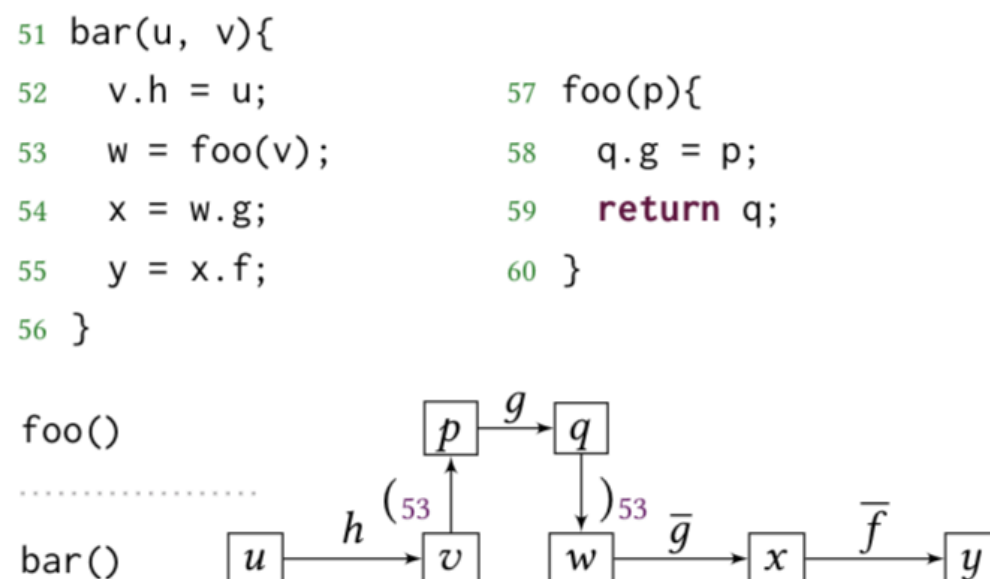 51 bar(u, v){
52 v.h = u;
53 w = foo(v);
54 x = w.g;
55 y = x.f;
56 }
57 foo(p){
58 q.g = p;
59 return q;
60 }
foo()
p g q
(53 )53
bar()
u h v w g̅ x f̅ y